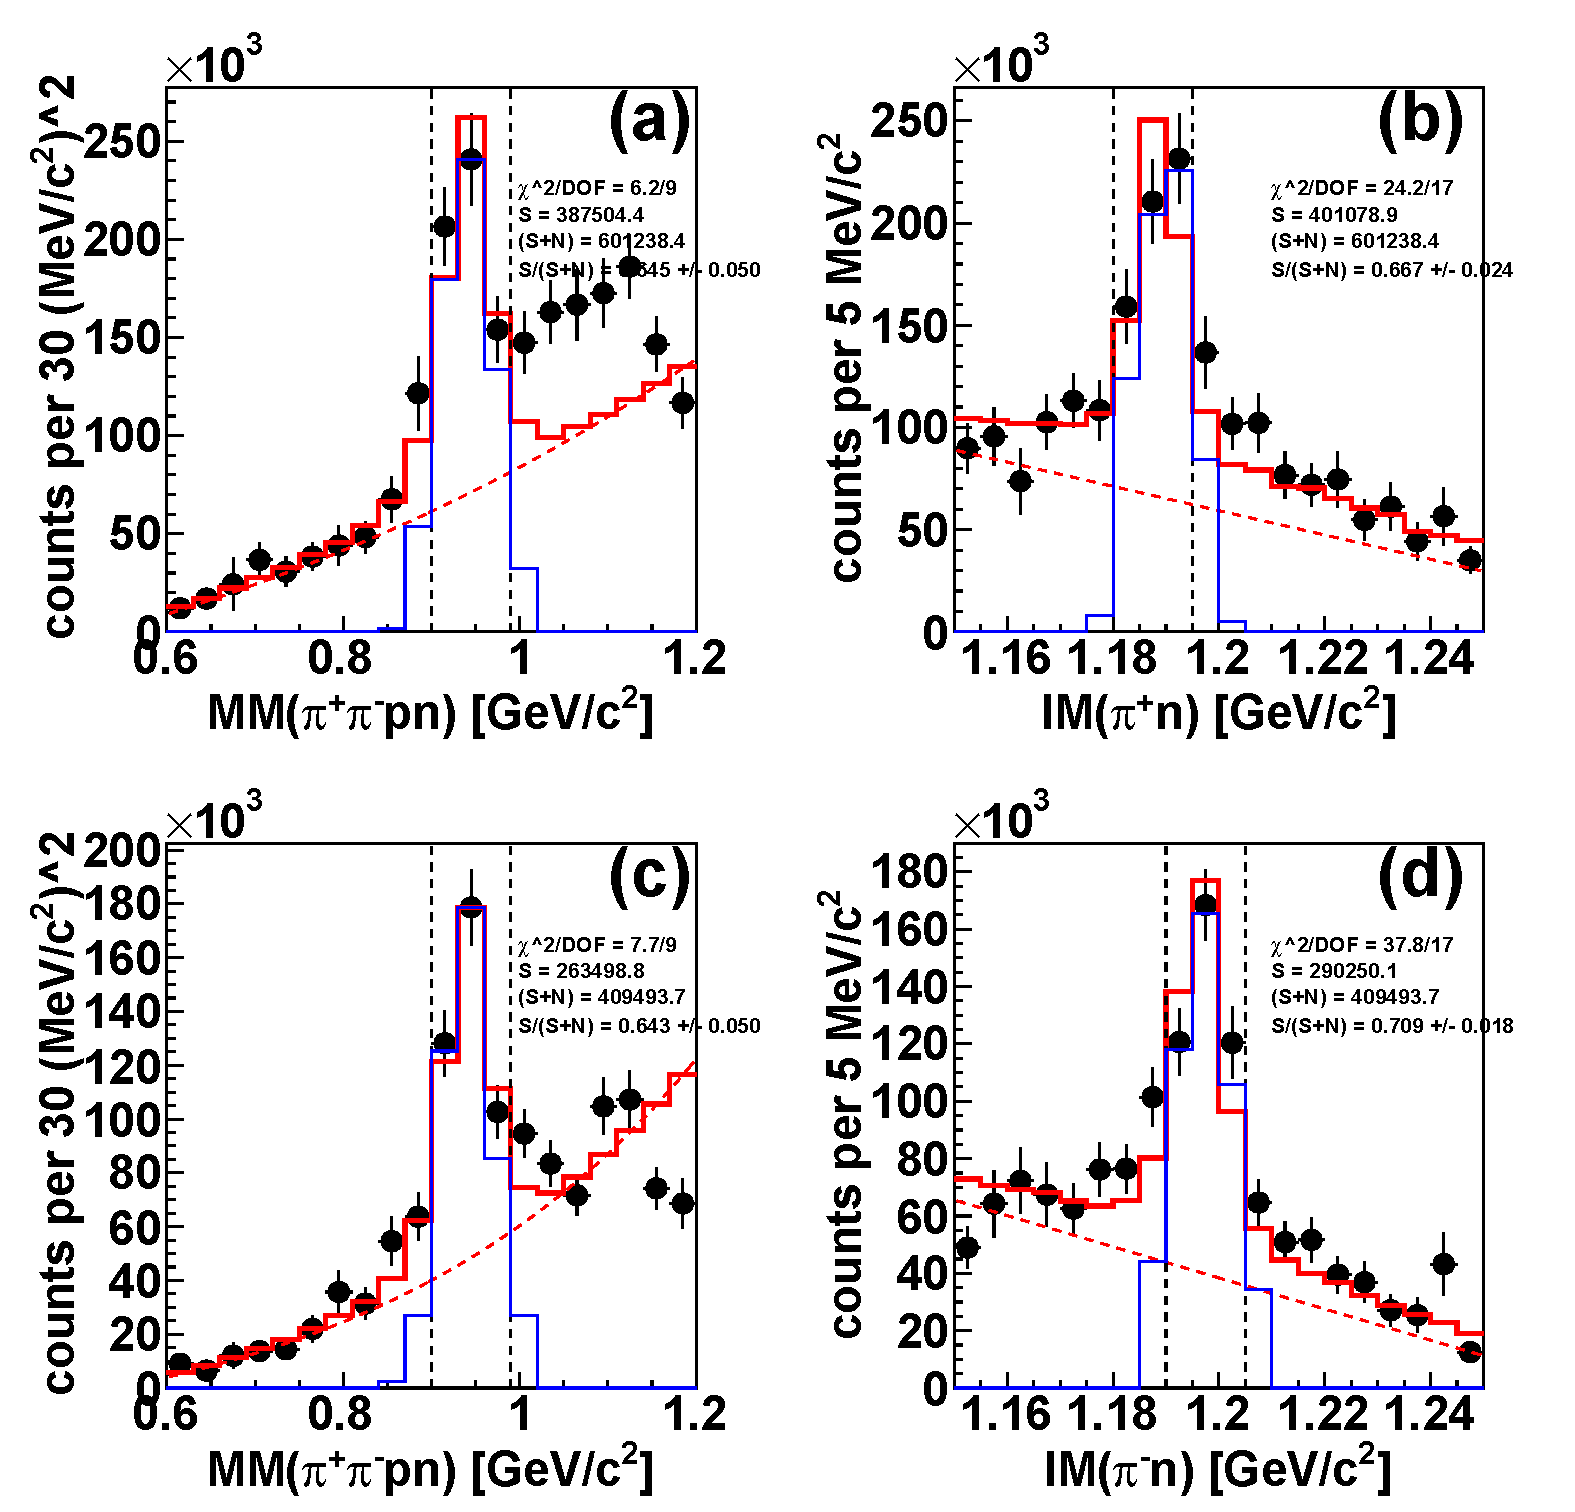 ×10³
(a)
counts per 30 (MeV/c²)^2
250
200
150
100
50
0
χ^2/DOF = 6.2/9
S = 387504.4
(S+N) = 601238.4
S/(S+N) = 0.645 +/- 0.050
0.6 0.8 1 1.2
MM(π⁺π⁻pn) [GeV/c²]
×10³
(b)
counts per 5 MeV/c²
250
200
150
100
50
0
χ^2/DOF = 24.2/17
S = 401078.9
(S+N) = 601238.4
S/(S+N) = 0.667 +/- 0.024
1.16 1.18 1.2 1.22 1.24
IM(π⁺n) [GeV/c²]
×10³
(c)
counts per 30 (MeV/c²)^2
200
180
160
140
120
100
80
60
40
20
0
χ^2/DOF = 7.7/9
S = 263498.8
(S+N) = 409493.7
S/(S+N) = 0.643 +/- 0.050
0.6 0.8 1 1.2
MM(π⁺π⁻pn) [GeV/c²]
×10³
(d)
counts per 5 MeV/c²
180
160
140
120
100
80
60
40
20
0
χ^2/DOF = 37.8/17
S = 290250.1
(S+N) = 409493.7
S/(S+N) = 0.709 +/- 0.018
1.16 1.18 1.2 1.22 1.24
IM(π⁻n) [GeV/c²]